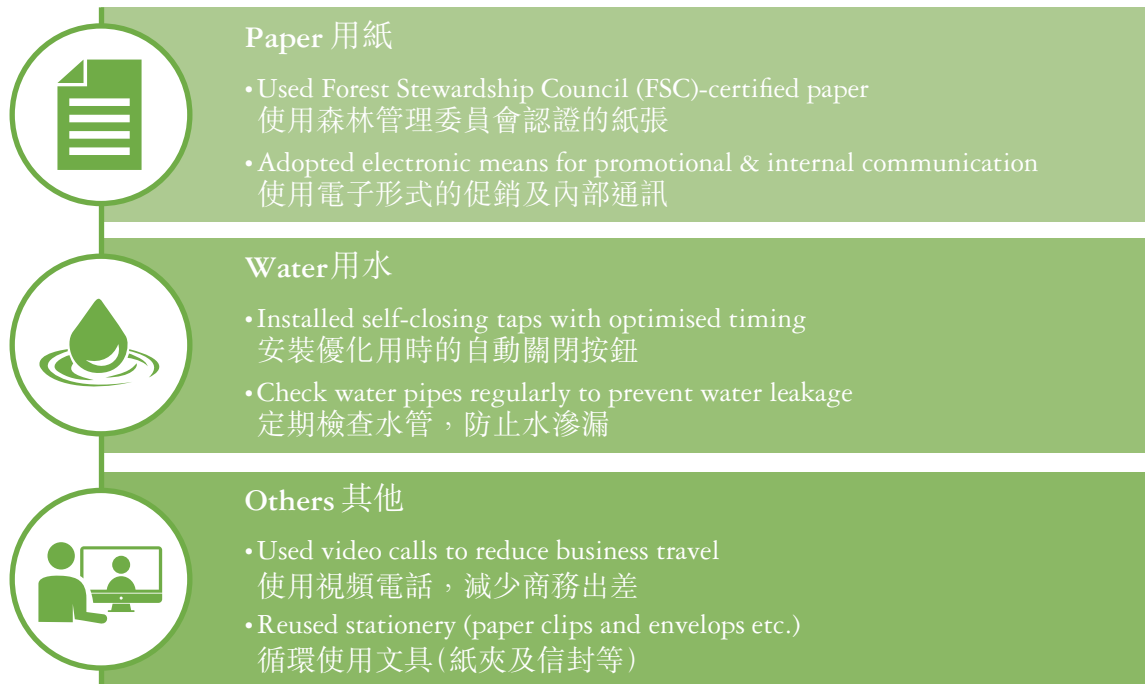 Paper 用紙
•Used Forest Stewardship Council (FSC)-certified paper
使用森林管理委員會認證的紙張
•Adopted electronic means for promotional & internal communication
使用電子形式的促銷及內部通訊
Water用水
•Installed self-closing taps with optimised timing
安裝優化用時的自動關閉按鈕
•Check water pipes regularly to prevent water leakage
定期檢查水管，防止水滲漏
Others 其他
•Used video calls to reduce business travel
使用視頻電話，減少商務出差
•Reused stationery (paper clips and envelops etc.)
循環使用文具(紙夾及信封等)